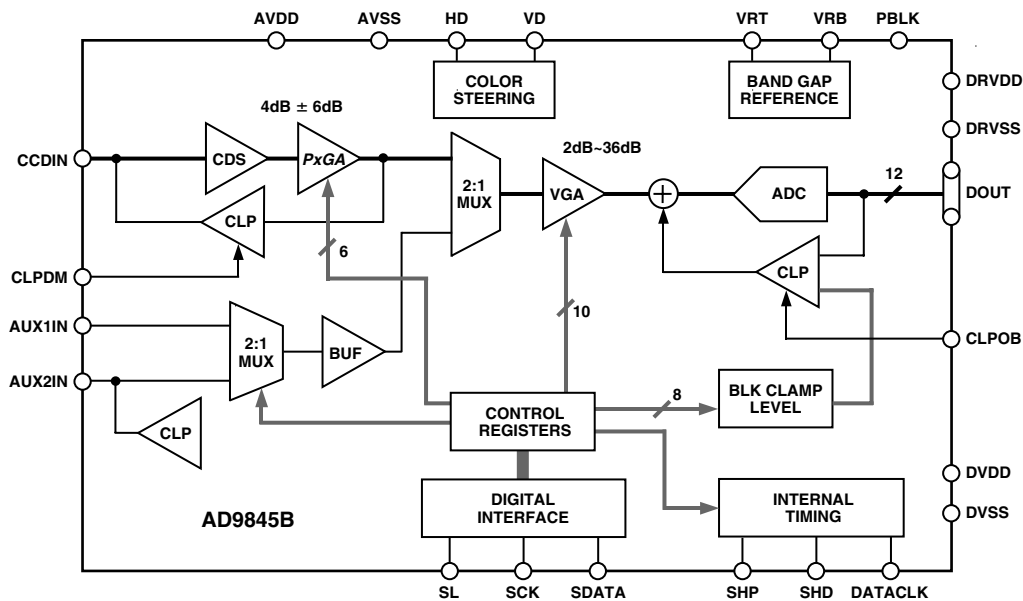 AVDD AVSS HD VD VRT VRB PBLK
COLOR
STEERING
BAND GAP
REFERENCE
DRVDD
4dB ± 6dB
DRVSS
CCDIN
CDS
PxGA
2:1
MUX
2dB~36dB
VGA
ADC
12
DOUT
CLP
6
CLP
CLPDM
10
AUX1IN
2:1
MUX
BUF
CLPOB
AUX2IN
CLP
CONTROL
REGISTERS
8
BLK CLAMP
LEVEL
DVDD
DIGITAL
INTERFACE
INTERNAL
TIMING
DVSS
AD9845B
SL SCK SDATA SHP SHD DATACLK